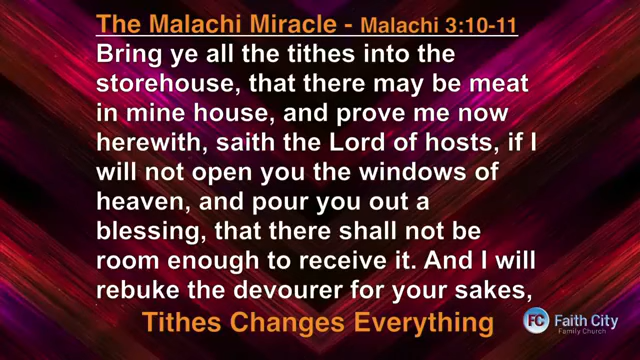 The Malachi Miracle - Malachi 3:10-11
Bring ye all the tithes into the
storehouse, that there may be meat
in mine house, and prove me now
herewith, saith the Lord of hosts, if I
will not open you the windows of
heaven, and pour you out a
blessing, that there shall not be
room enough to receive it. And I will
rebuke the devourer for your sakes,
Tithes Changes Everything
FC Faith City
Family Church